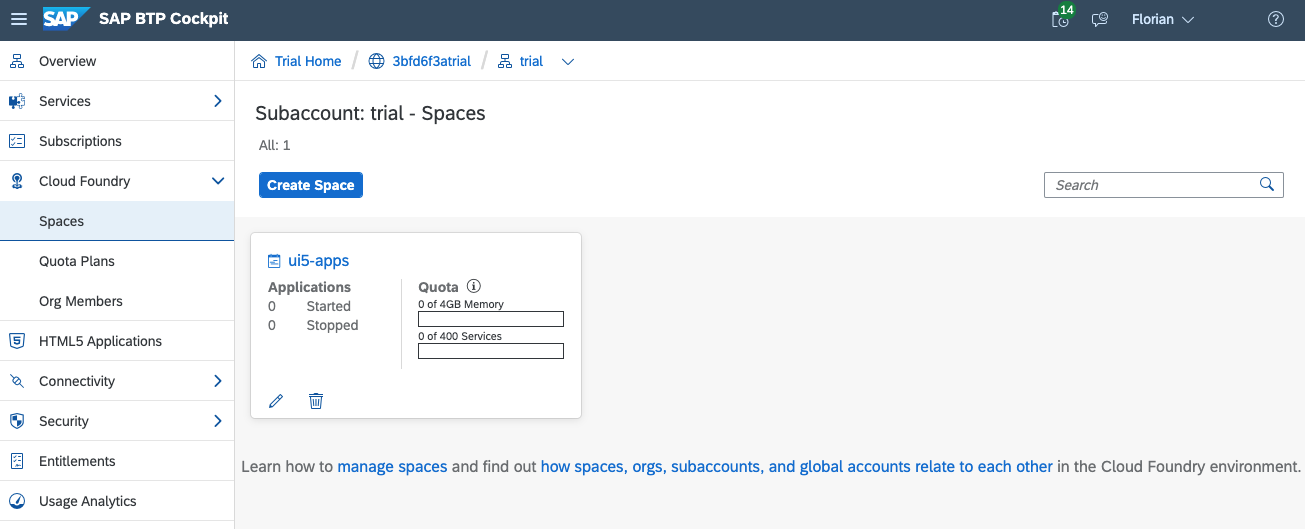 SAP SAP BTP Cockpit
14
Florian
Overview
Services
Subscriptions
Cloud Foundry
Spaces
Quota Plans
Org Members
HTML5 Applications
Connectivity
Security
Entitlements
Usage Analytics
Trial Home / 3bfd6f3atrial / trial
Subaccount: trial - Spaces
All: 1
Create Space
Search
ui5-apps
Applications
0 Started
0 Stopped
Quota
0 of 4GB Memory
0 of 400 Services
Learn how to manage spaces and find out how spaces, orgs, subaccounts, and global accounts relate to each other in the Cloud Foundry environment.